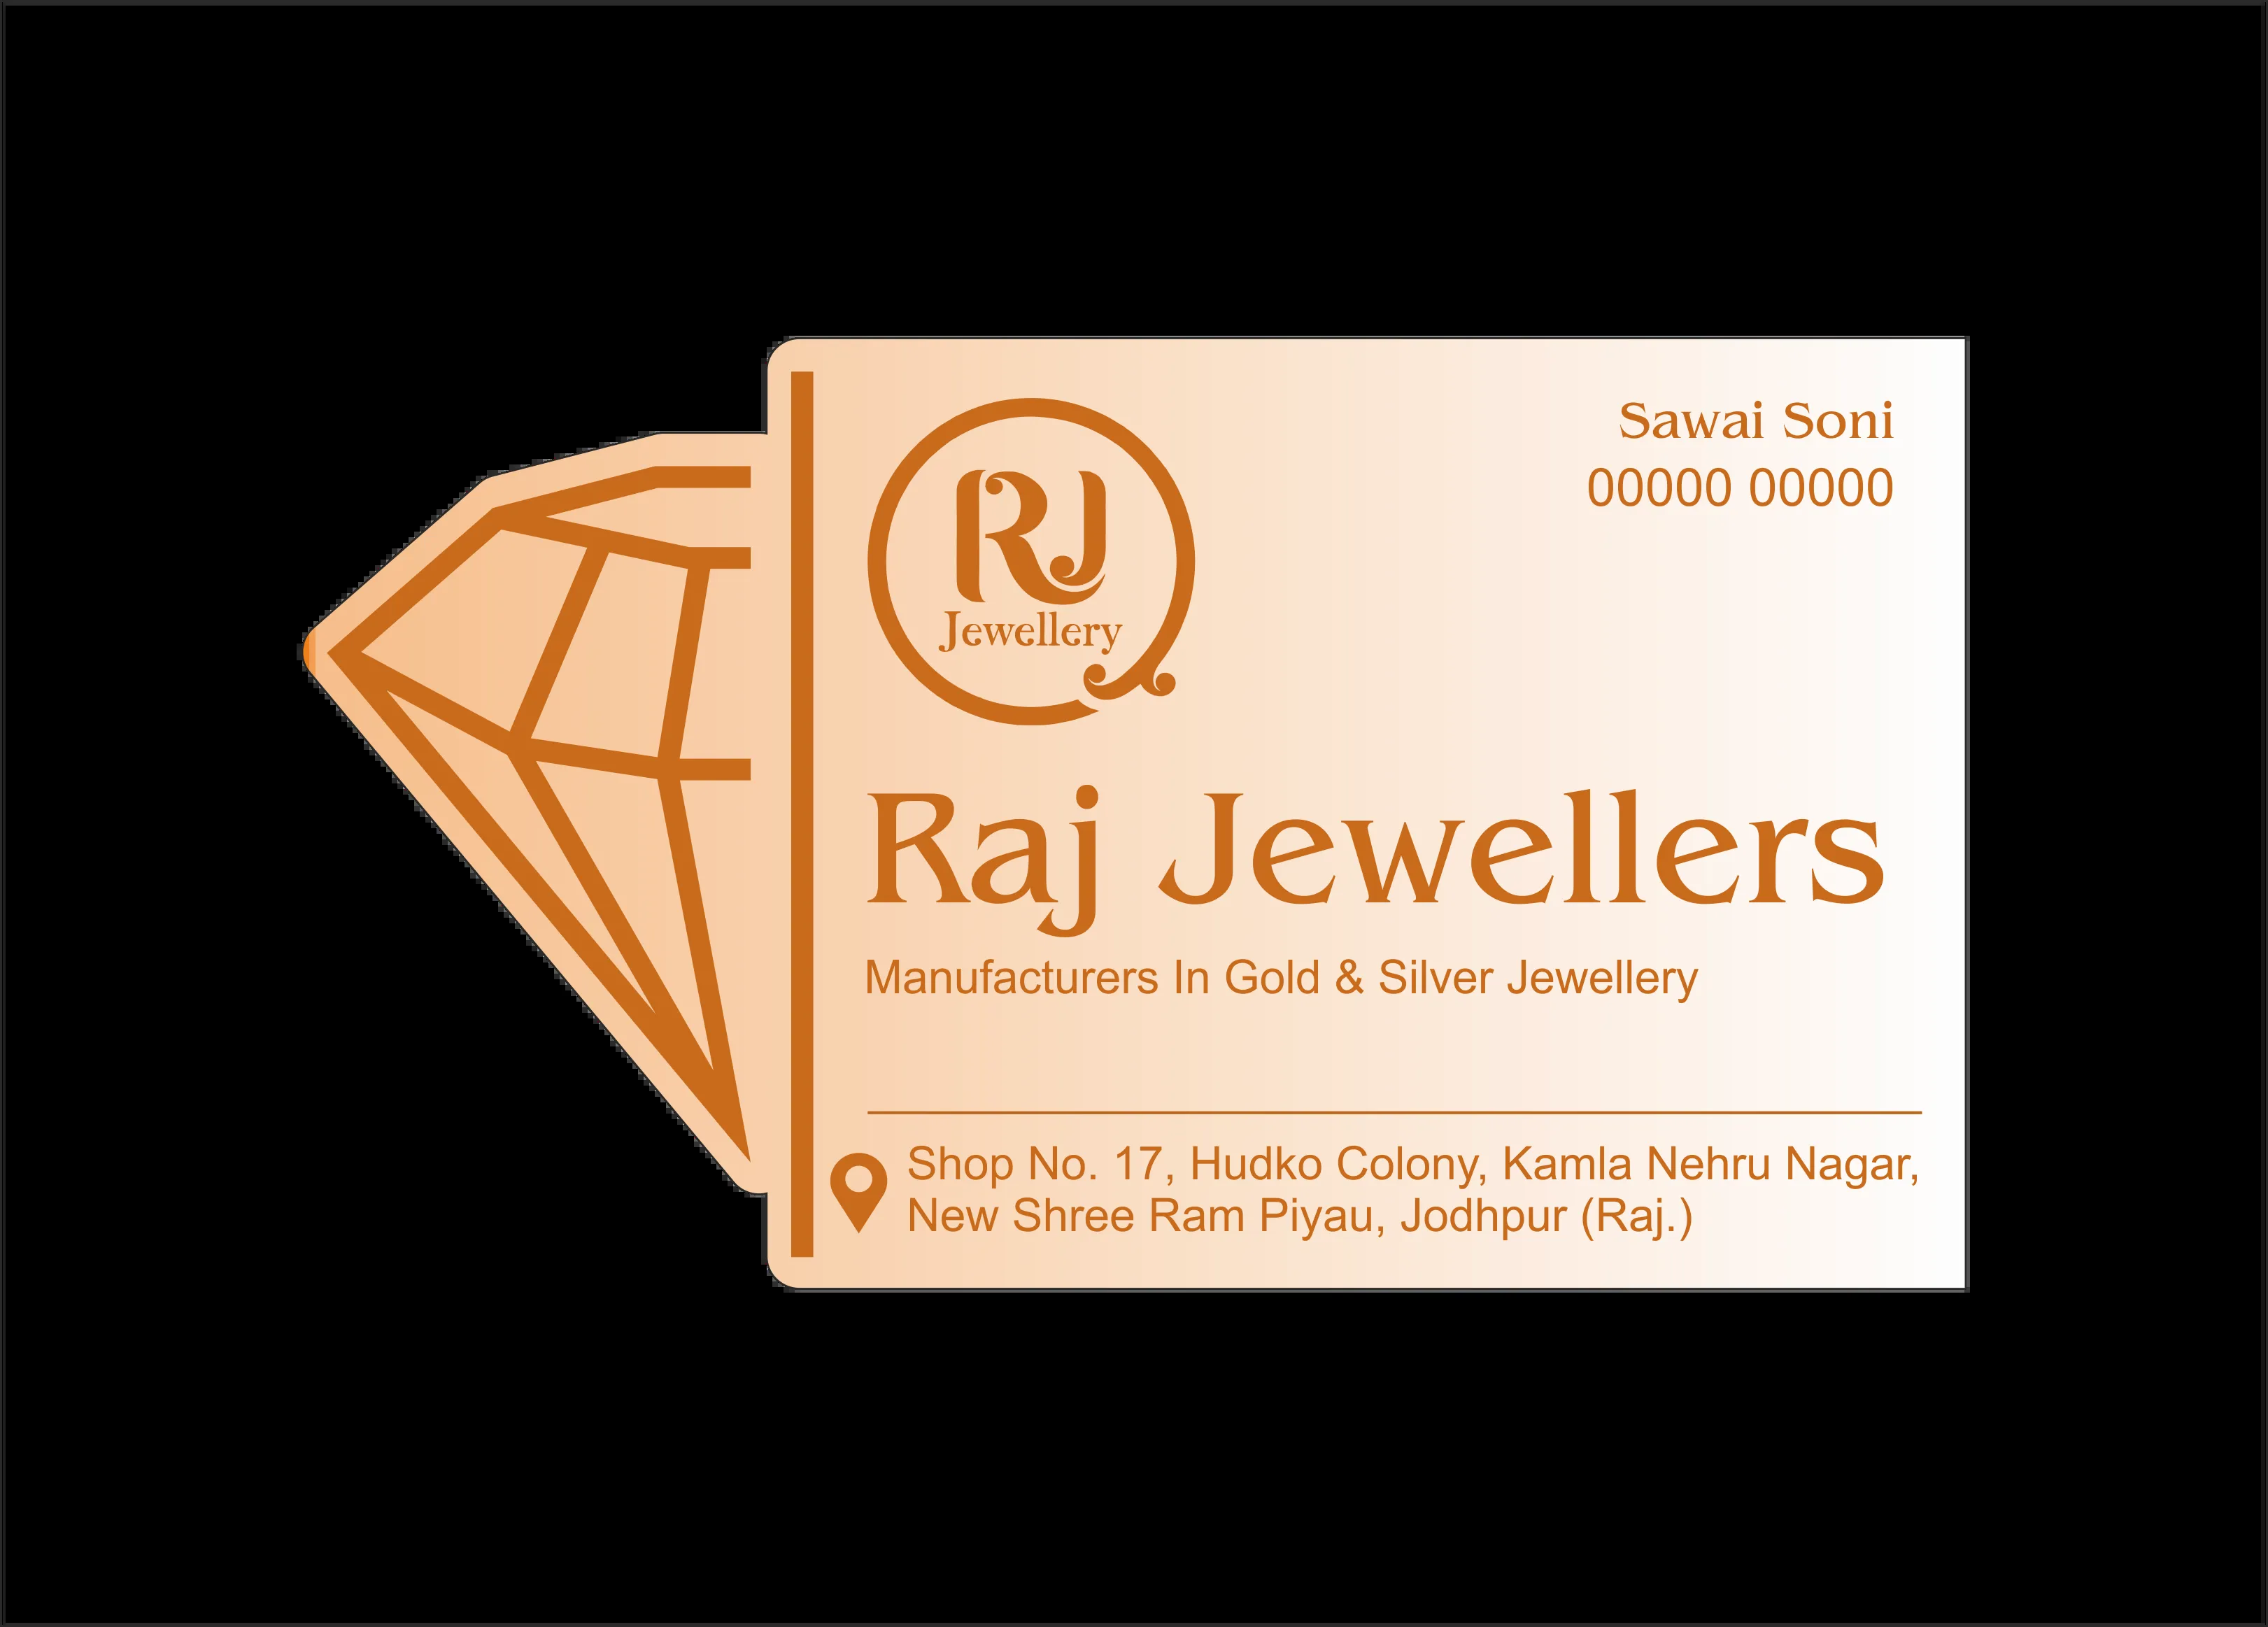 RJ
Jewellery
Sawai Soni
00000 00000
Raj Jewellers
Manufacturers In Gold & Silver Jewellery
Shop No. 17, Hudko Colony, Kamla Nehru Nagar,
New Shree Ram Piyau, Jodhpur (Raj.)